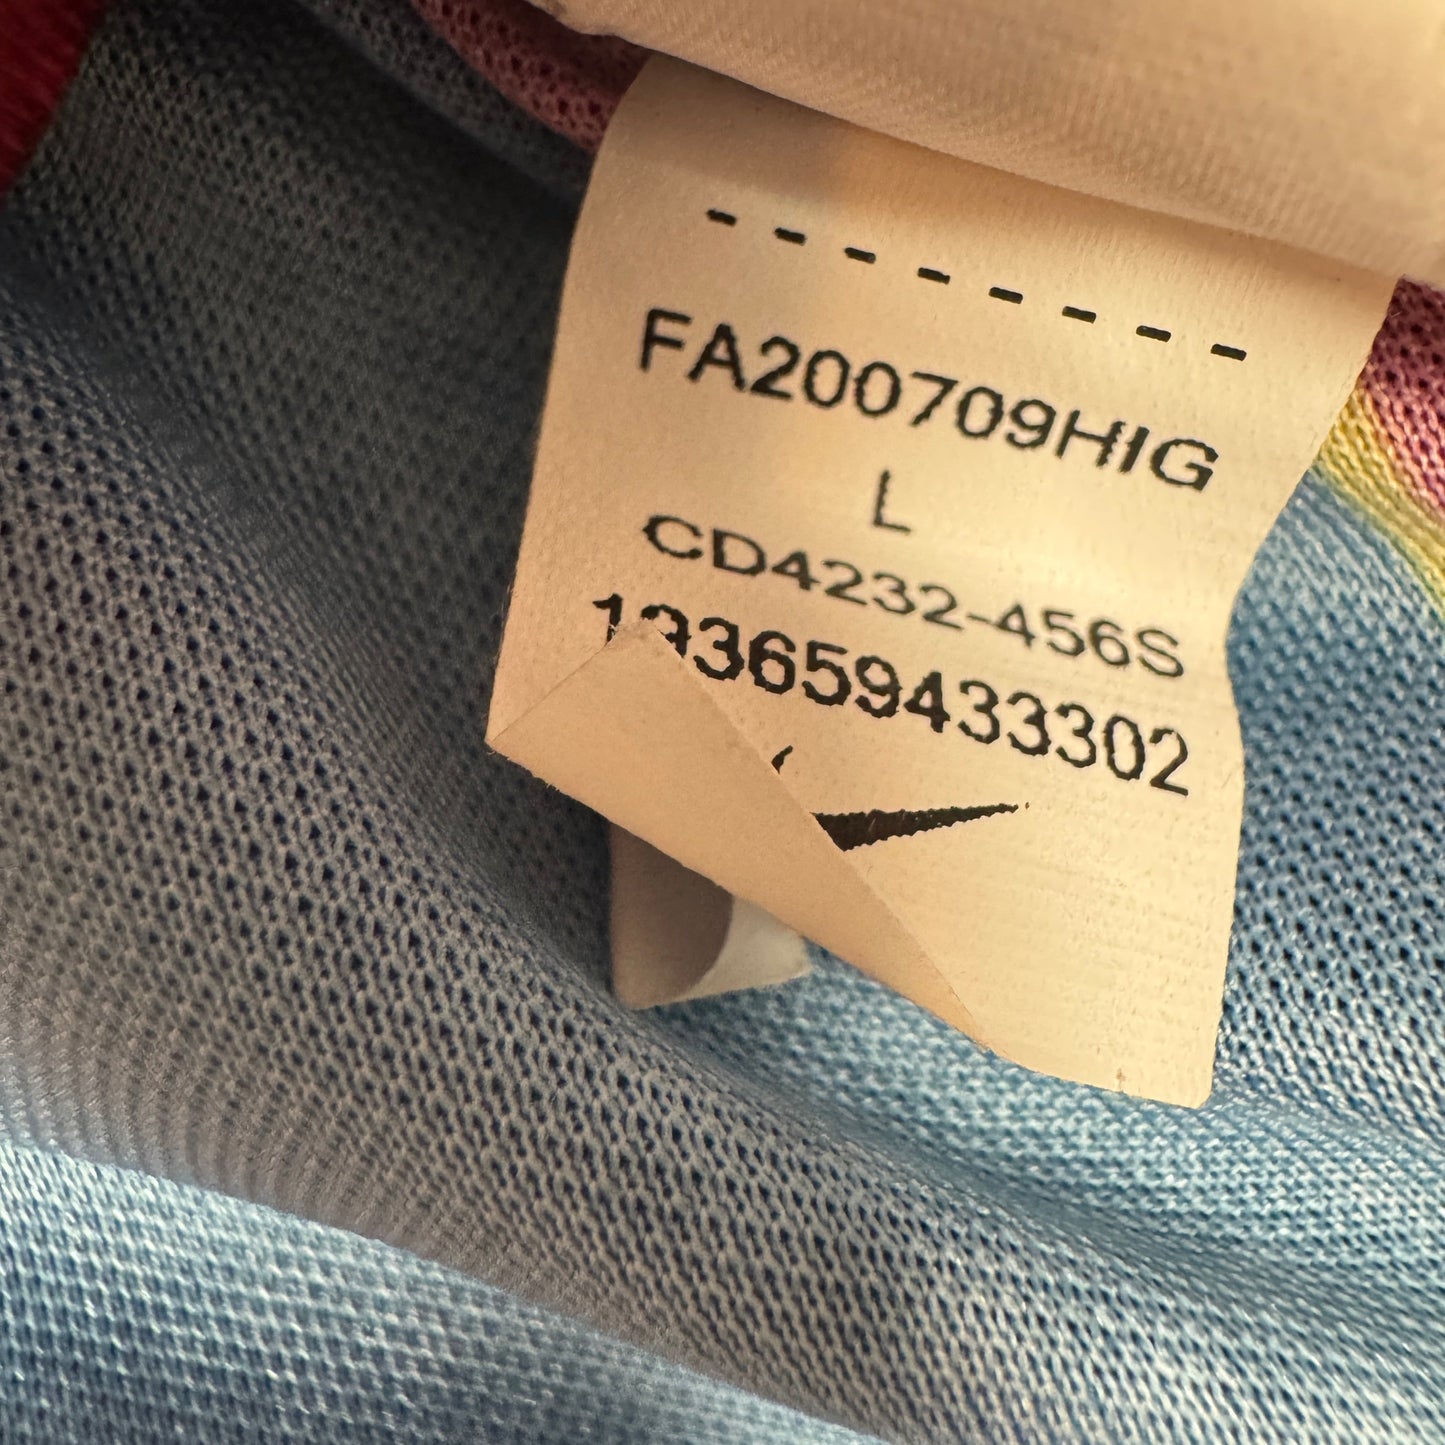 --------
FA200709HIG
L
CD4232-456S
193659433302